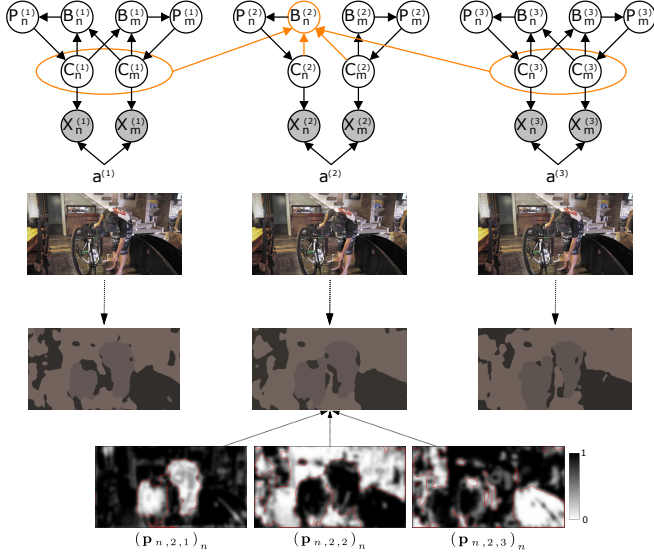 P_n^(1) B_n^(1) B_m^(1) P_m^(1) P_n^(2) B_n^(2) B_m^(2) P_m^(2) P_n^(3) B_n^(3) B_m^(3) P_m^(3)
C_n^(1) C_m^(1) C_n^(2) C_m^(2) C_n^(3) C_m^(3)
X_n^(1) X_m^(1) X_n^(2) X_m^(2) X_n^(3) X_m^(3)
a^(1) a^(2) a^(3)
1
0
(p_{n,2,1})_n (p_{n,2,2})_n (p_{n,2,3})_n